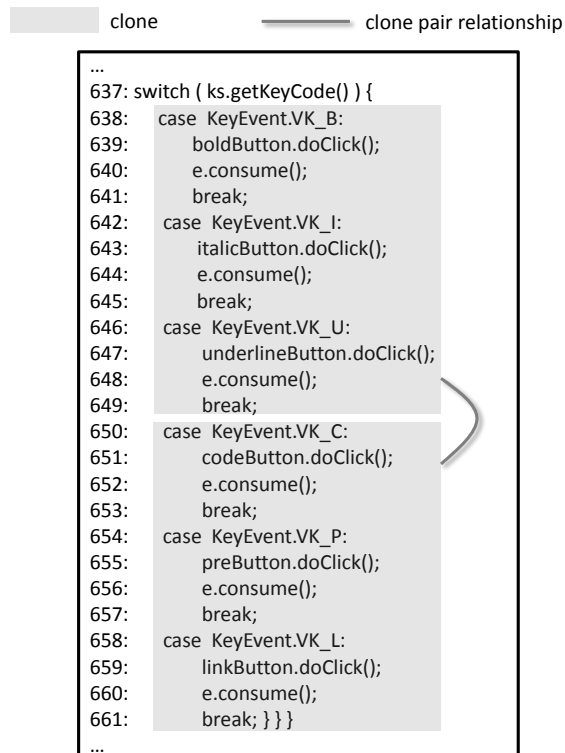 clone clone pair relationship
...
637: switch ( ks.getKeyCode() ) {
638: case KeyEvent.VK_B:
639: boldButton.doClick();
640: e.consume();
641: break;
642: case KeyEvent.VK_I:
643: italicButton.doClick();
644: e.consume();
645: break;
646: case KeyEvent.VK_U:
647: underlineButton.doClick();
648: e.consume();
649: break;
650: case KeyEvent.VK_C:
651: codeButton.doClick();
652: e.consume();
653: break;
654: case KeyEvent.VK_P:
655: preButton.doClick();
656: e.consume();
657: break;
658: case KeyEvent.VK_L:
659: linkButton.doClick();
660: e.consume();
661: break; } } }
...